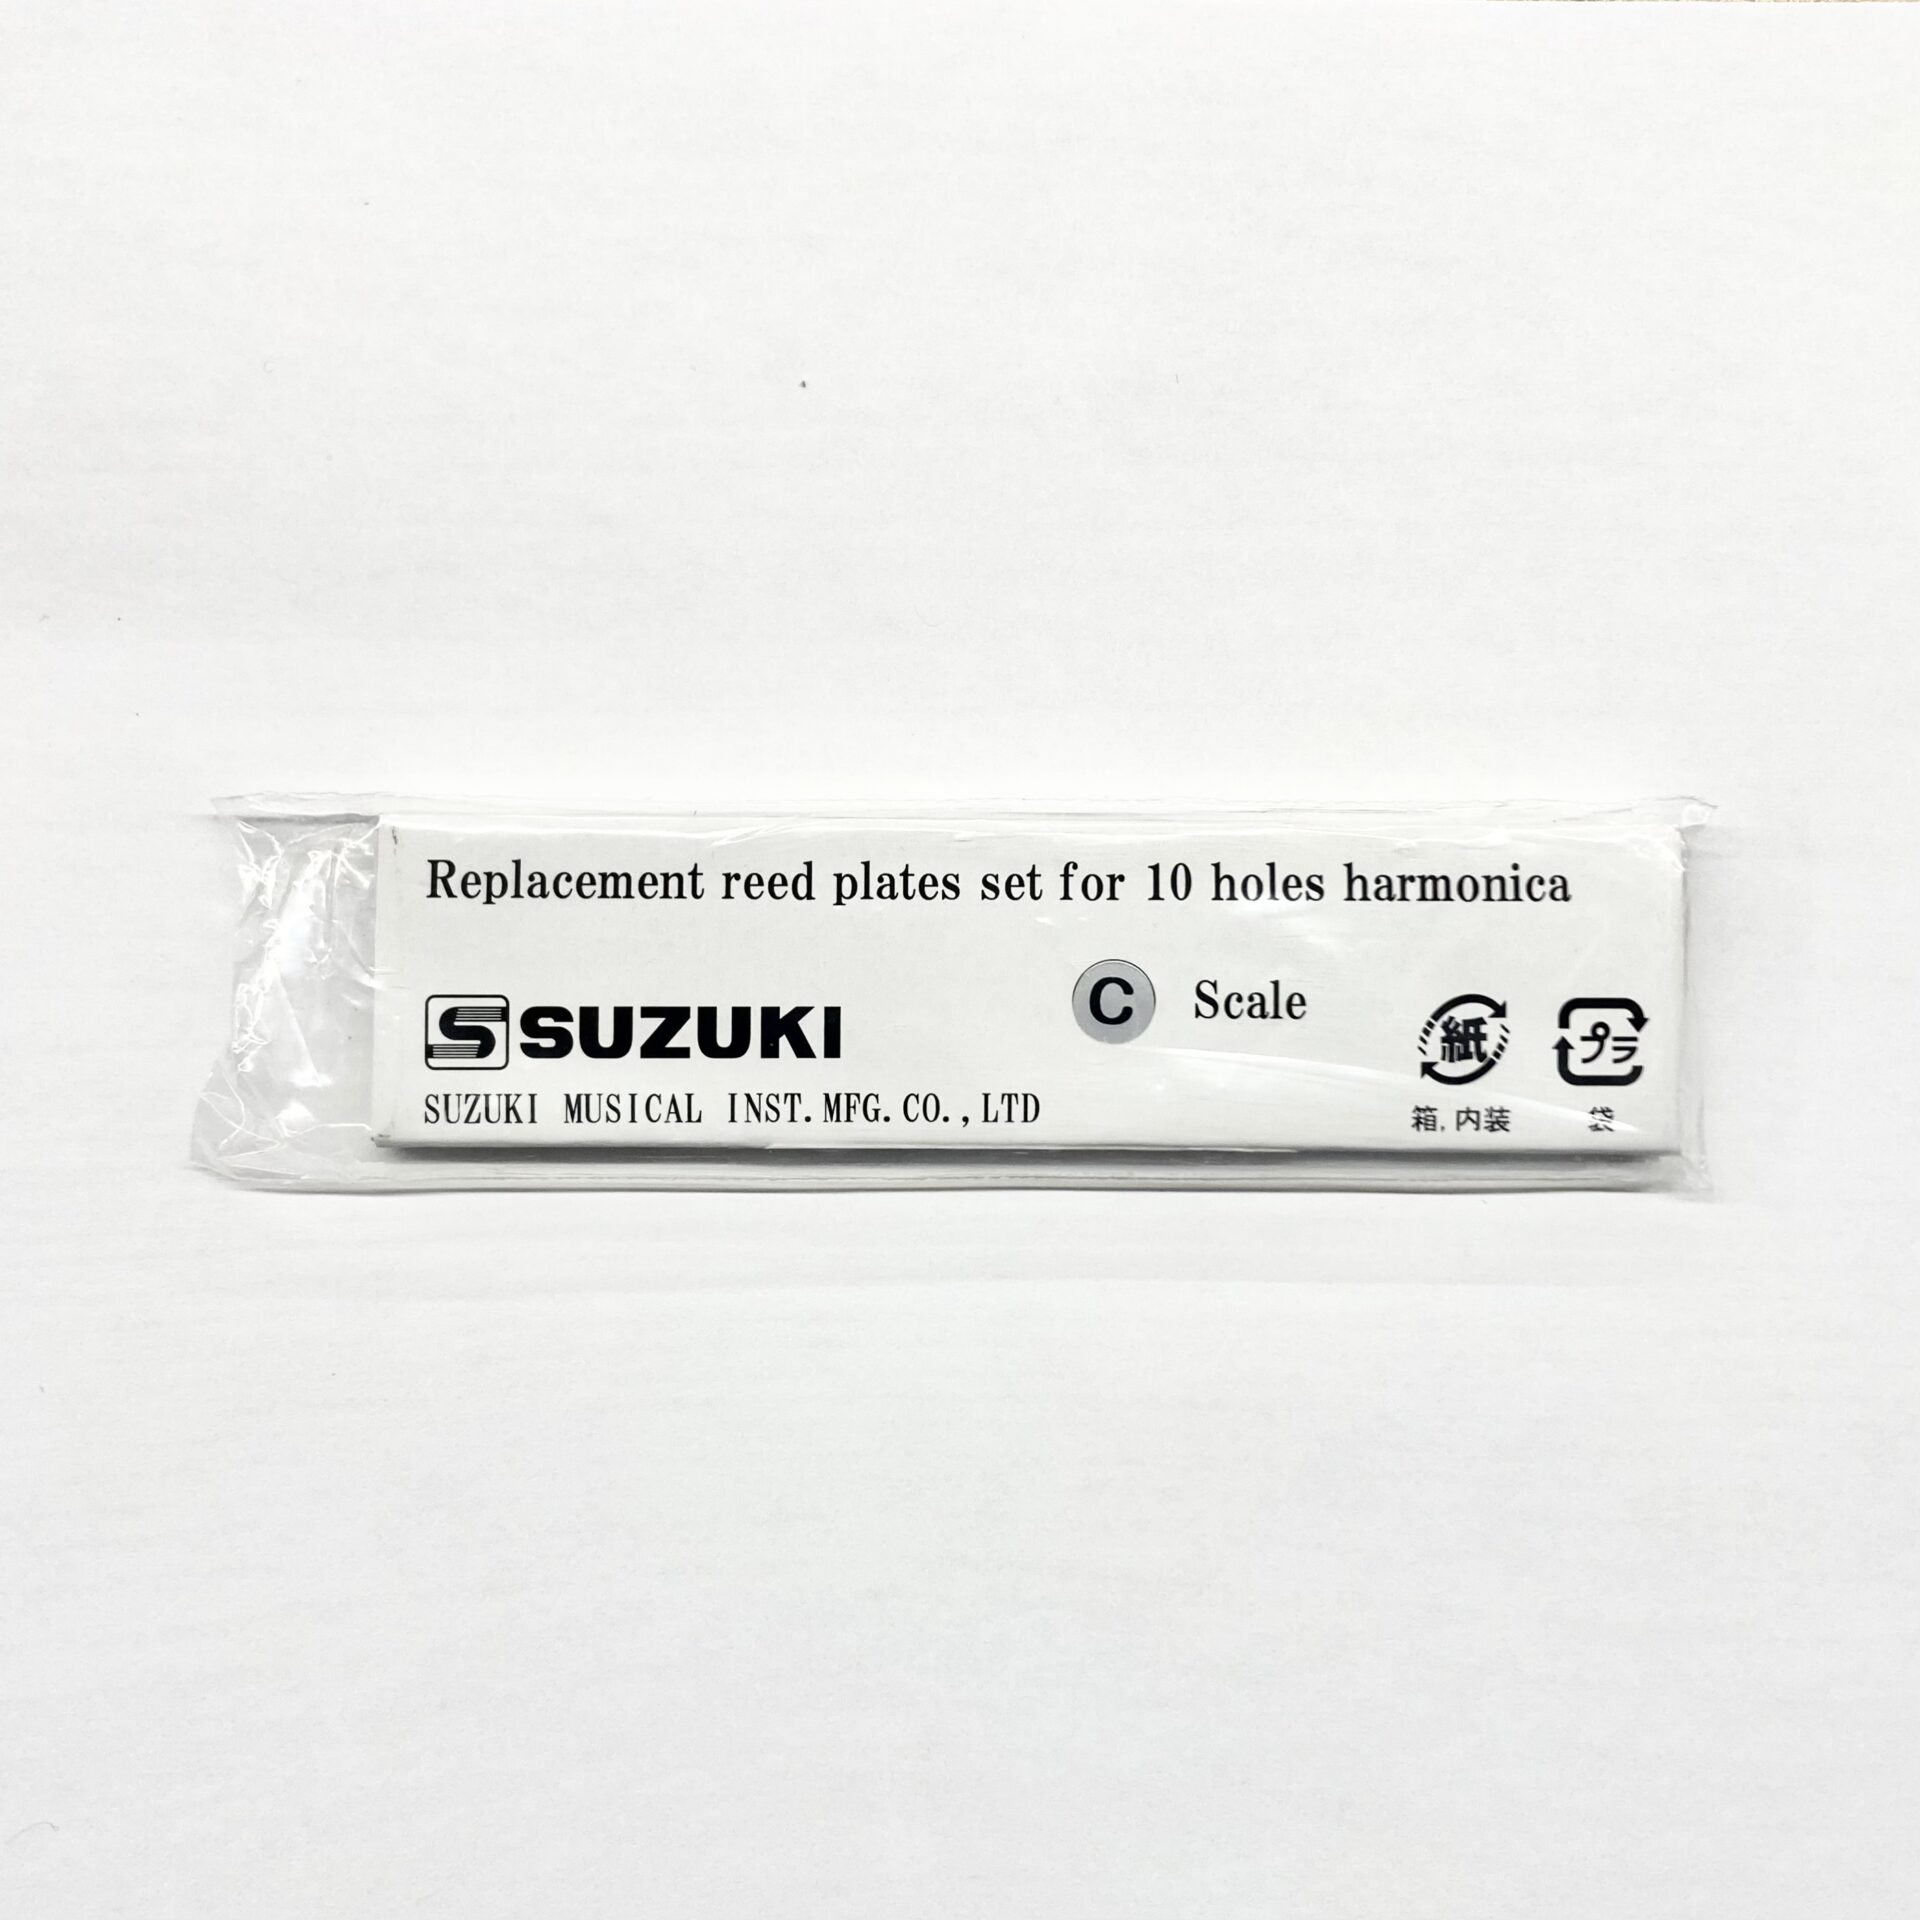 Replacement reed plates set for 10 holes harmonica
C Scale
S SUZUKI
SUZUKI MUSICAL INST.MFG.CO.,LTD
紙
プラ
箱,内装
袋